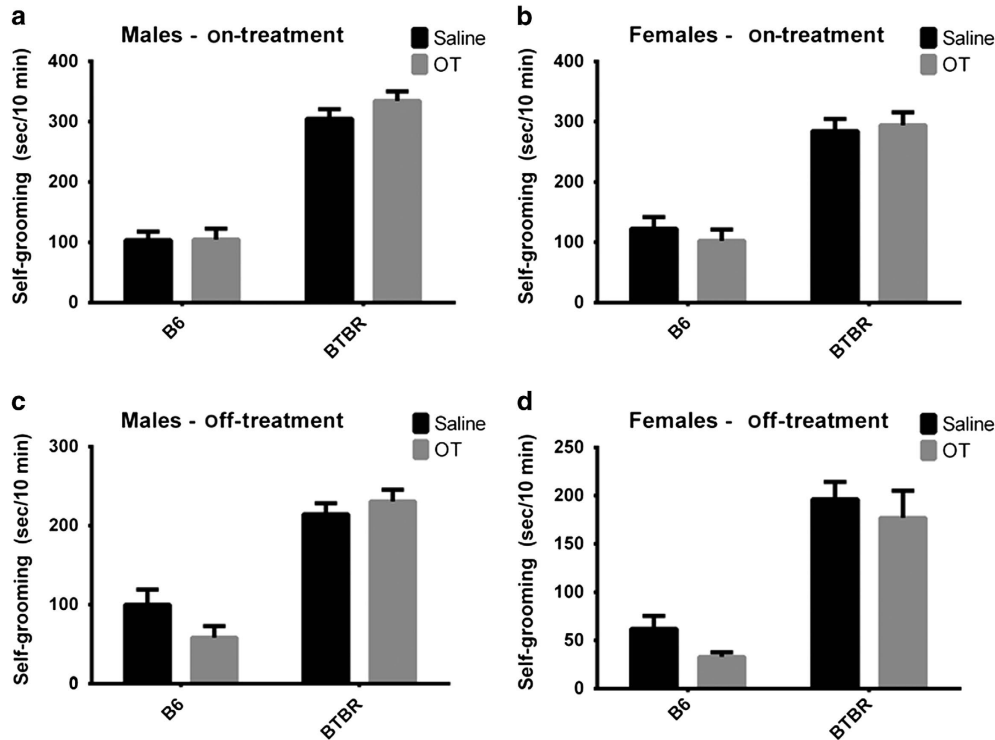 a
Males - on-treatment
Saline
OT
Self-grooming (sec/10 min)
400
300
200
100
0
B6
BTBR
b
Females - on-treatment
Saline
OT
Self-grooming (sec/10 min)
400
300
200
100
0
B6
BTBR
c
Males - off-treatment
Saline
OT
Self-grooming (sec/10 min)
300
200
100
0
B6
BTBR
d
Females - off-treatment
Saline
OT
Self-grooming (sec/10 min)
250
200
150
100
50
0
B6
BTBR